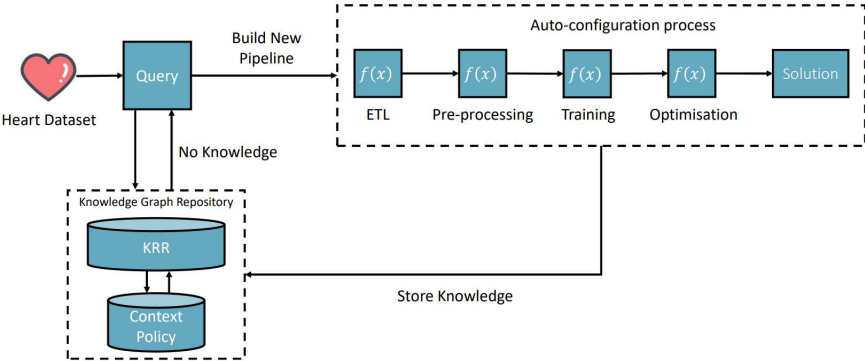 Auto-configuration process
Build New
Pipeline
Query
f(x)
f(x)
f(x)
f(x)
Solution
Heart Dataset
ETL
Pre-processing
Training
Optimisation
No Knowledge
Knowledge Graph Repository
KRR
Store Knowledge
Context
Policy